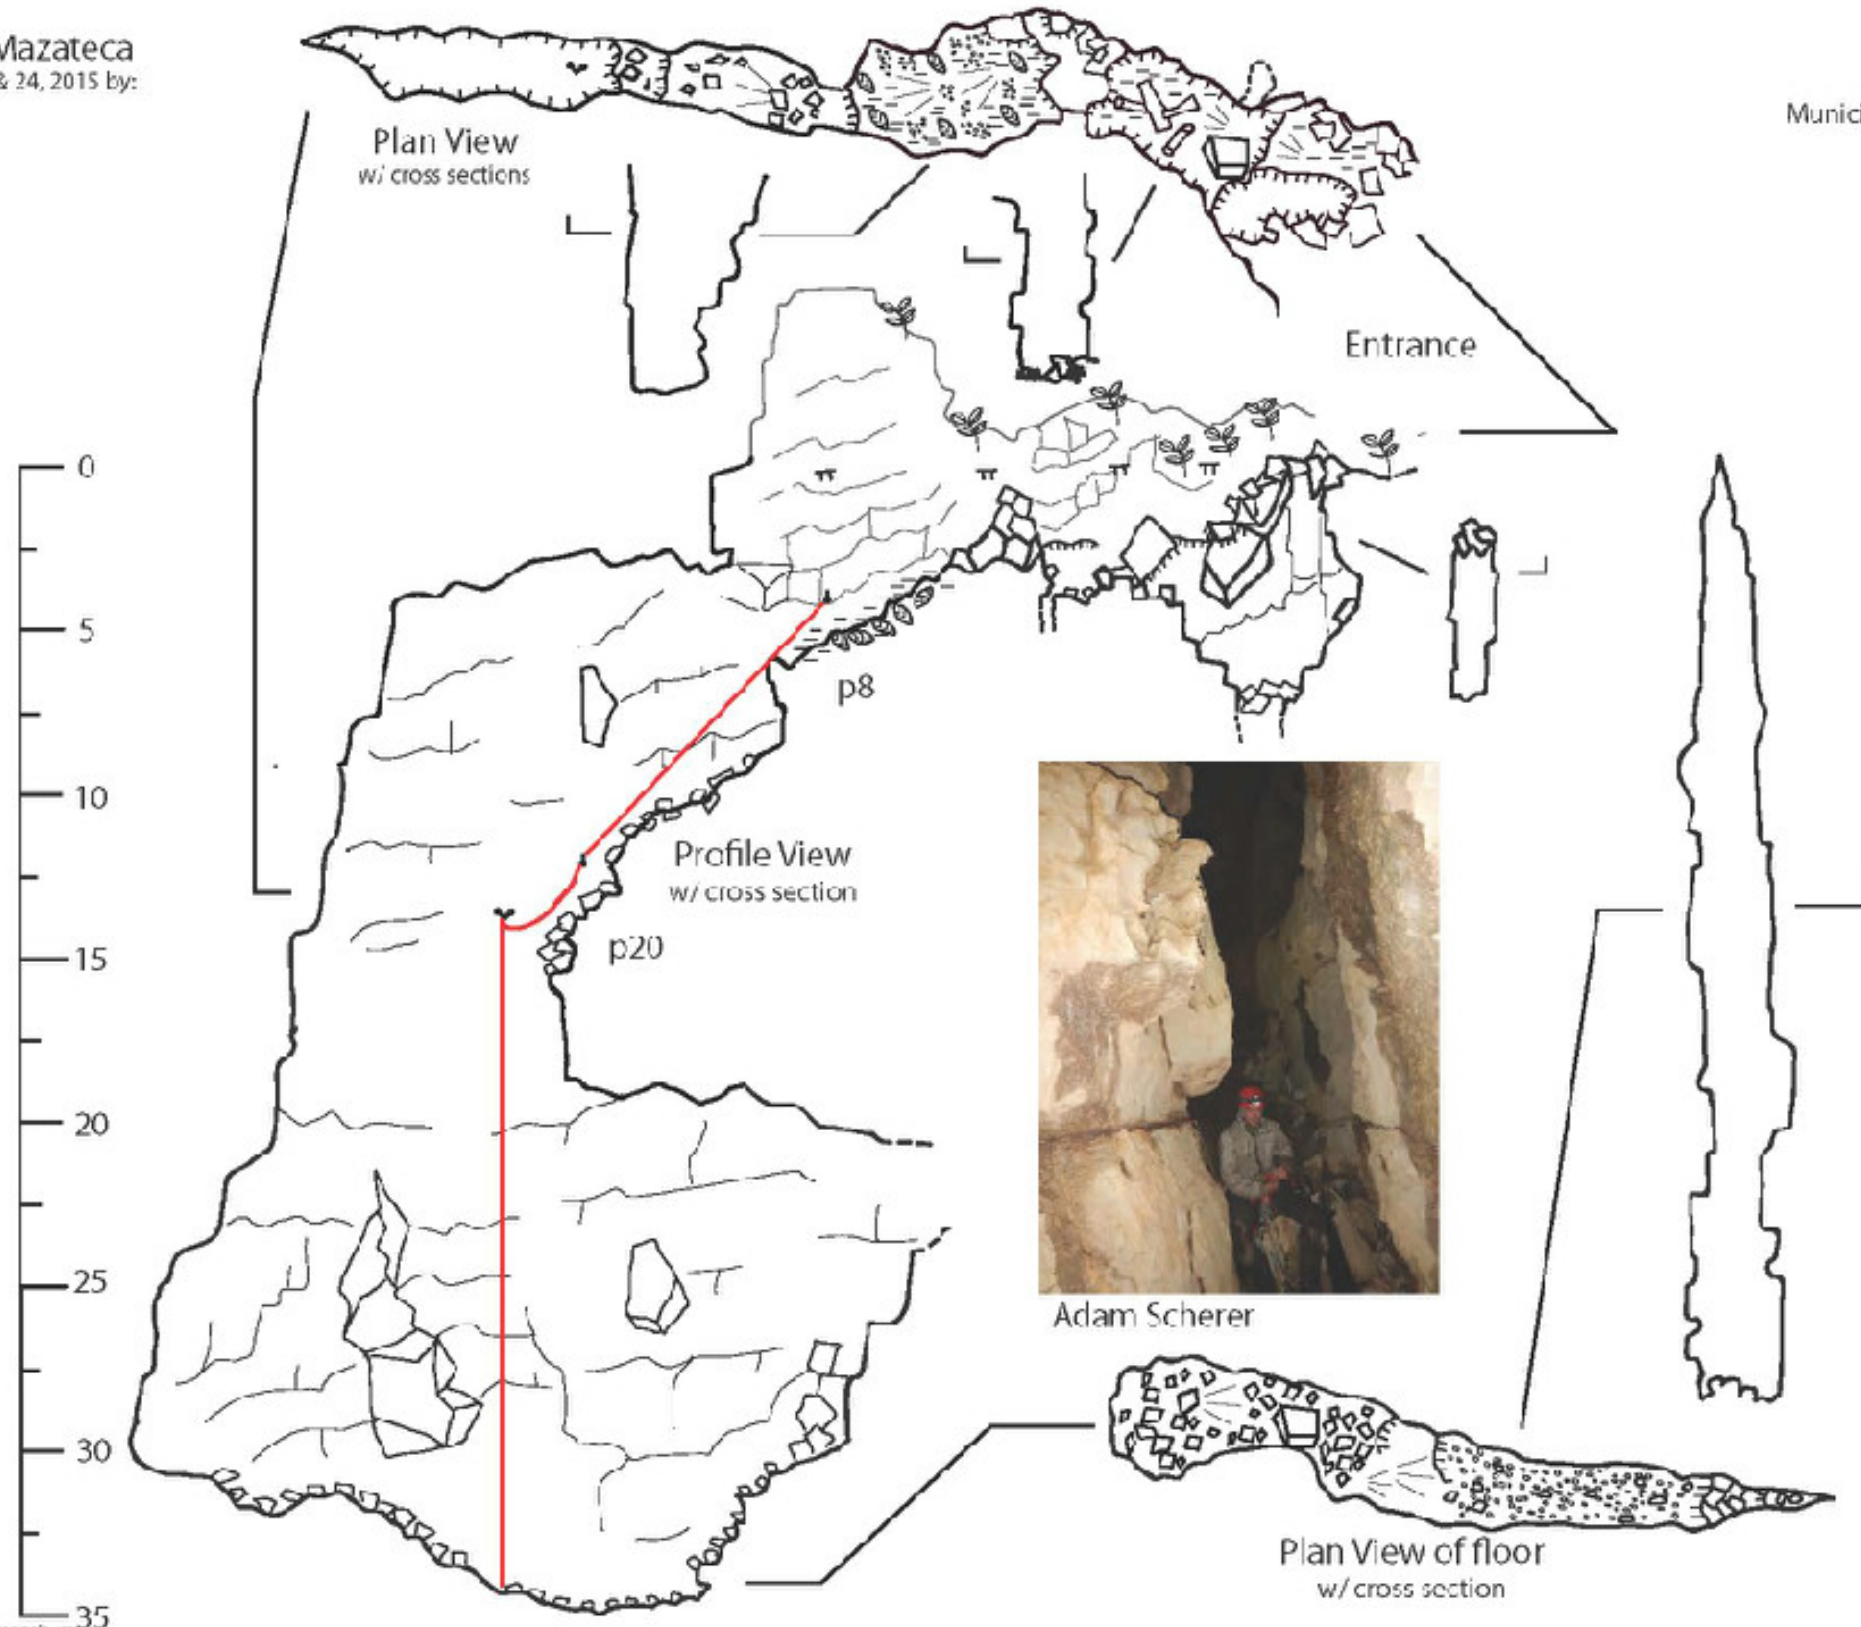 Mazateca
& 24, 2015 by:
Plan View
w/ cross sections
Entrance
0
5
10
15
20
25
30
35
p8
Profile View
w/ cross section
p20
Adam Scherer
Plan View of floor
w/ cross section